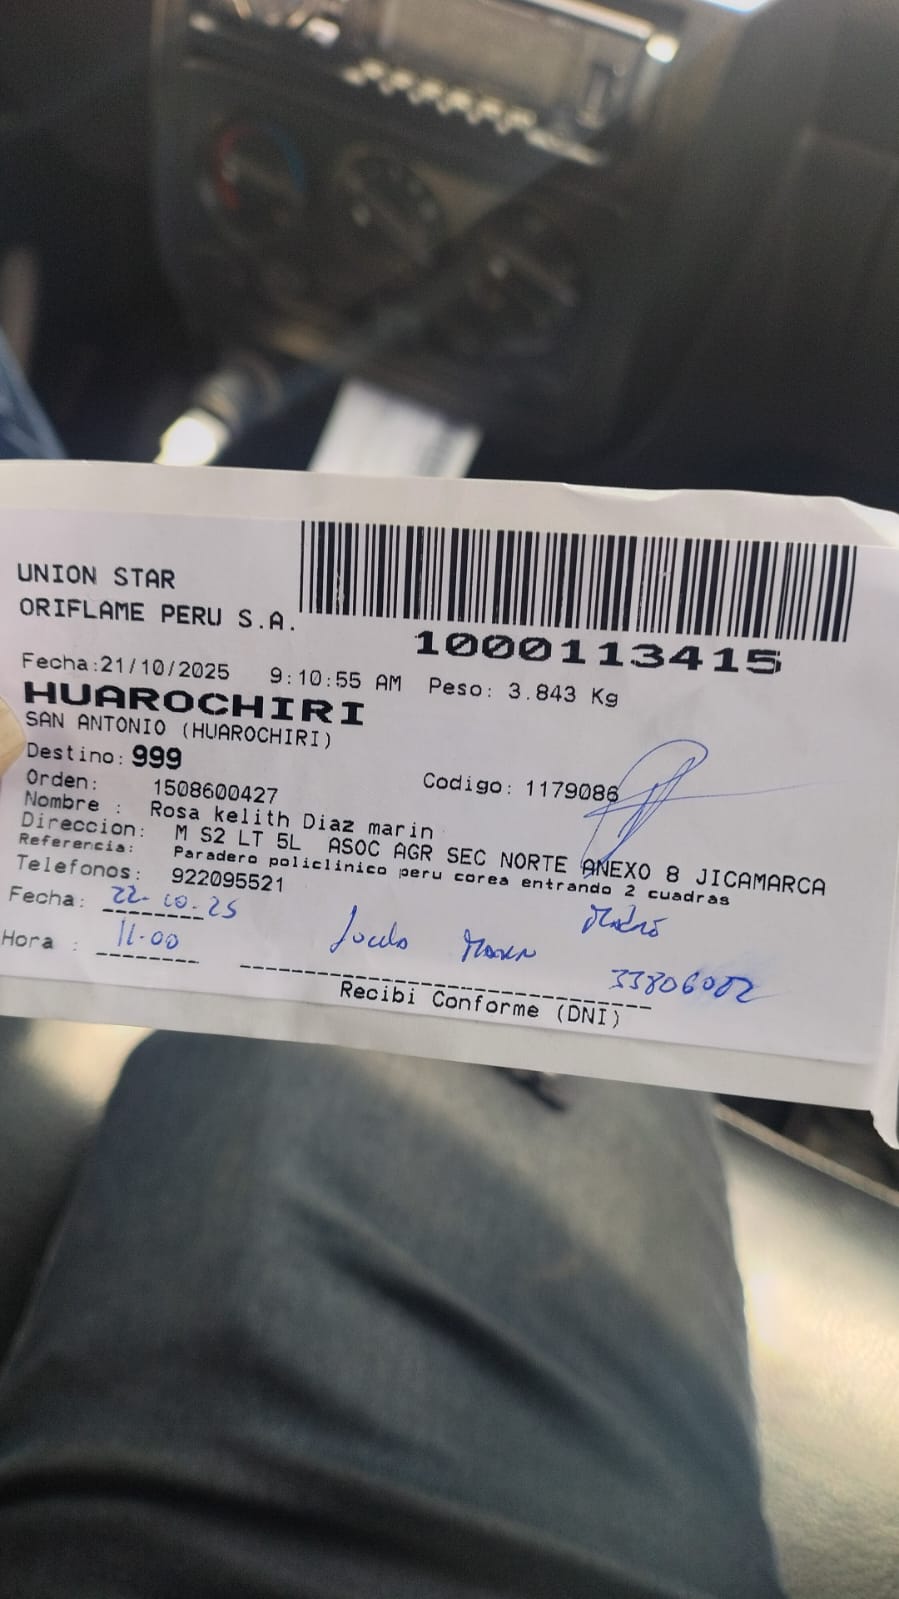 UNION STAR
ORIFLAME PERU S.A.
1000113415
Fecha:21/10/2025 9:10:55 AM Peso: 3.843 Kg
HUAROCHIRI
SAN ANTONIO (HUAROCHIRI)
Destino: 999
Orden: 1508600427 Codigo: 1179086
Nombre : Rosa kelith Diaz marin
Direccion: M S2 LT 5L ASOC AGR SEC NORTE ANEXO 8 JICAMARCA
Referencia: Paradero policlinico peru corea entrando 2 cuadras
Telefonos: 922095521
Fecha: 22-10-25
Hora : 11-00
33806002
Recibi Conforme (DNI)